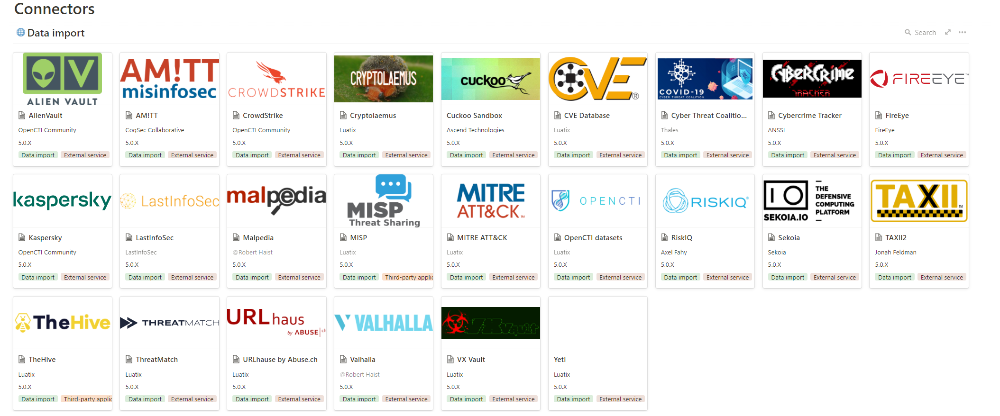 Connectors
Data import
Search
ALIEN VAULT
AlienVault
OpenCTI Community
5.0.X
Data import External service
AM!TT
misinfosec
AM!TT
CogSec Collaborative
5.0.X
Data import External service
CROWDSTRIKE
CrowdStrike
OpenCTI Community
5.0.X
Data import External service
CRYPTOLAEMUS
Cryptolaemus
Luatix
5.0.X
Data import External service
cuckoo
Cuckoo Sandbox
Ascend Technologies
5.0.X
Data import External service
CVE®
CVE Database
Luatix
5.0.X
Data import External service
COVID-19
CYBER THREAT COALITION
Cyber Threat Coalitio...
Thales
5.0.X
Data import External service
CYBERCRIME
TRACKER
Cybercrime Tracker
ANSSI
5.0.X
Data import External service
FIREEYE™
FireEye
FireEye
5.0.X
Data import External service
kaspersky
Kaspersky
OpenCTI Community
5.0.X
Data import External service
LastInfoSec
LastInfoSec
LastInfoSec
5.0.X
Data import External service
malpedia
Malpedia
@Robert Haist
5.0.X
Data import External service
MISP
Threat Sharing
MISP
Luatix
5.0.X
Data import Third-party applic
MITRE
ATT&CK™
MITRE ATT&CK
Luatix
5.0.X
Data import External service
OPENCTI
OpenCTI datasets
Luatix
5.0.X
Data import External service
RISKIQ®
RiskIQ
Axel Fahy
5.0.X
Data import External service
IO
SEKOIA.IO
THE
DEFENSIVE
COMPUTING
PLATFORM
Sekoia
Sekoia
5.0.X
Data import External service
TAXII™
TAXII2
Jonah Feldman
5.0.X
Data import External service
TheHive
TheHive
Luatix
5.0.X
Data import Third-party applic
THREATMATCH
ThreatMatch
Luatix
5.0.X
Data import External service
URLhaus
by ABUSE|ch
URLhause by Abuse.ch
Luatix
5.0.X
Data import External service
VALHALLA
Valhalla
@Robert Haist
5.0.X
Data import External service
VXVault
VX Vault
Luatix
5.0.X
Data import External service
Yeti
Luatix
5.0.X
Data import External service